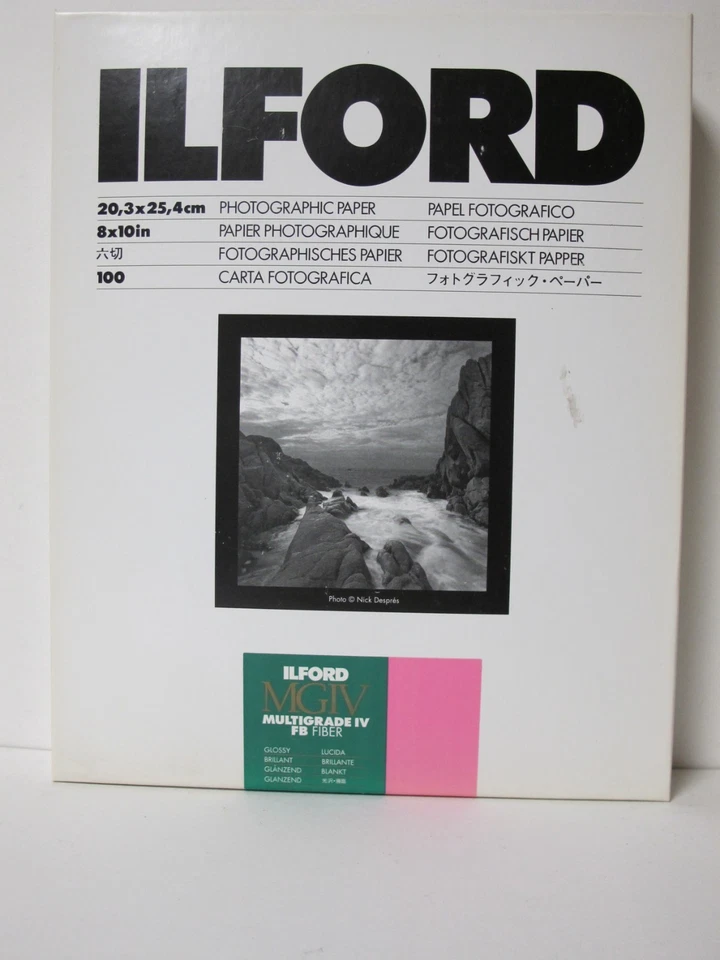 ILFORD
20,3x25,4cm PHOTOGRAPHIC PAPER PAPEL FOTOGRAFICO
8x10in PAPIER PHOTOGRAPHIQUE FOTOGRAFISCH PAPIER
六切 FOTOGRAPHISCHES PAPIER FOTOGRAFISKT PAPPER
100 CARTA FOTOGRAFICA フォトグラフィック・ペーパー
Photo © Nick Després
ILFORD
MGIV
MULTIGRADE IV
FB FIBER
GLOSSY LUCIDA
BRILLANT BRILLANTE
GLÄNZEND BLANKT
GLANZEND